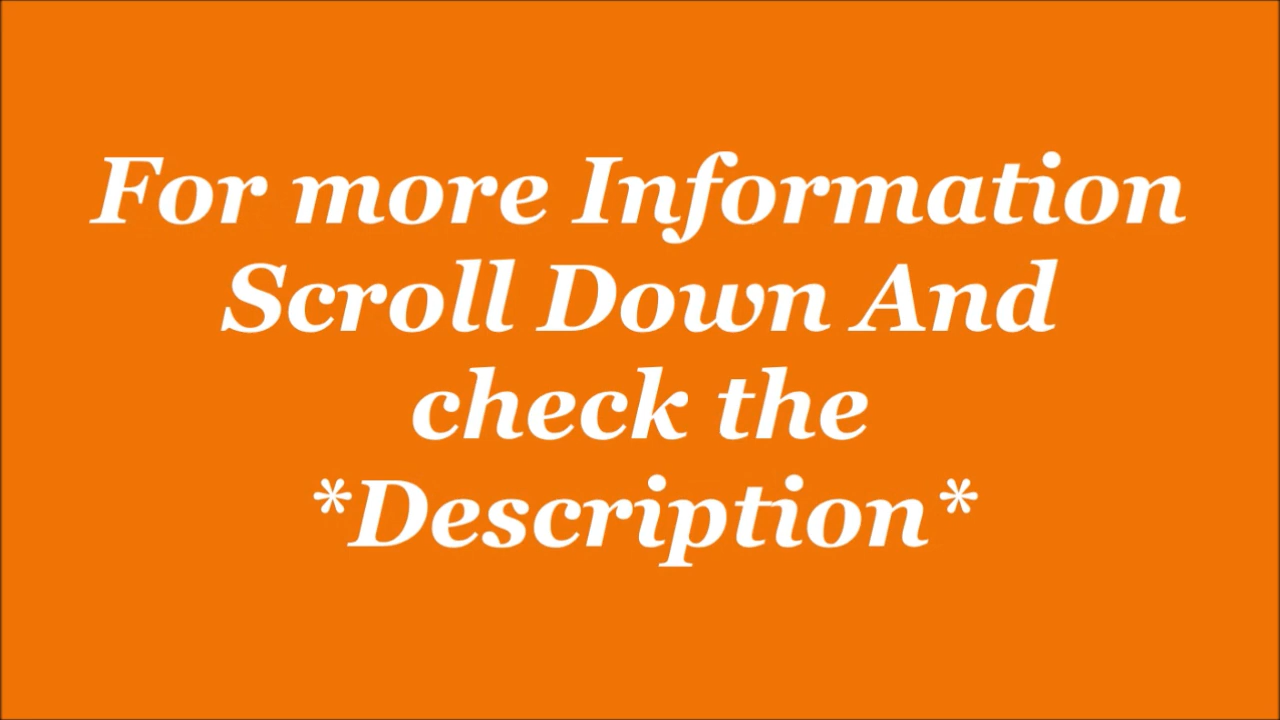 For more Information
Scroll Down And
check the
*Description*